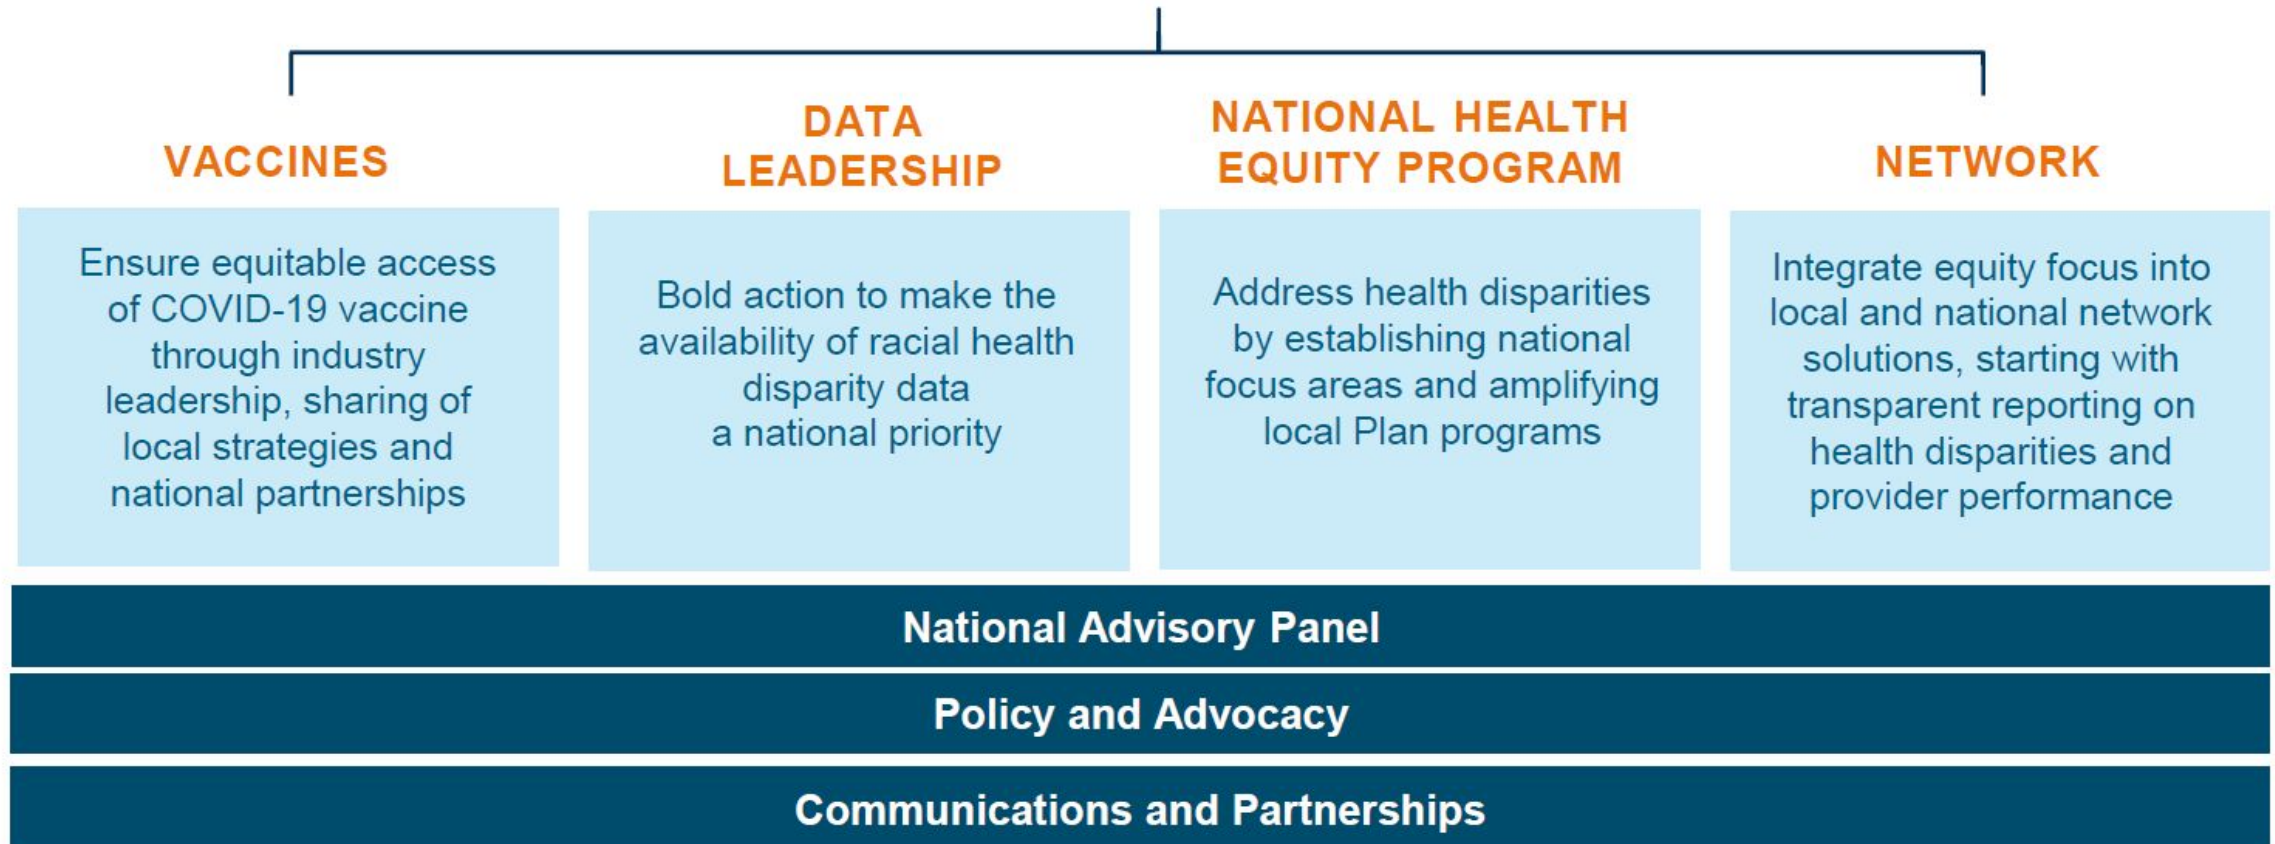 VACCINES
Ensure equitable access
of COVID-19 vaccine
through industry
leadership, sharing of
local strategies and
national partnerships
DATA
LEADERSHIP
Bold action to make the
availability of racial health
disparity data
a national priority
NATIONAL HEALTH
EQUITY PROGRAM
Address health disparities
by establishing national
focus areas and amplifying
local Plan programs
NETWORK
Integrate equity focus into
local and national network
solutions, starting with
transparent reporting on
health disparities and
provider performance
National Advisory Panel
Policy and Advocacy
Communications and Partnerships